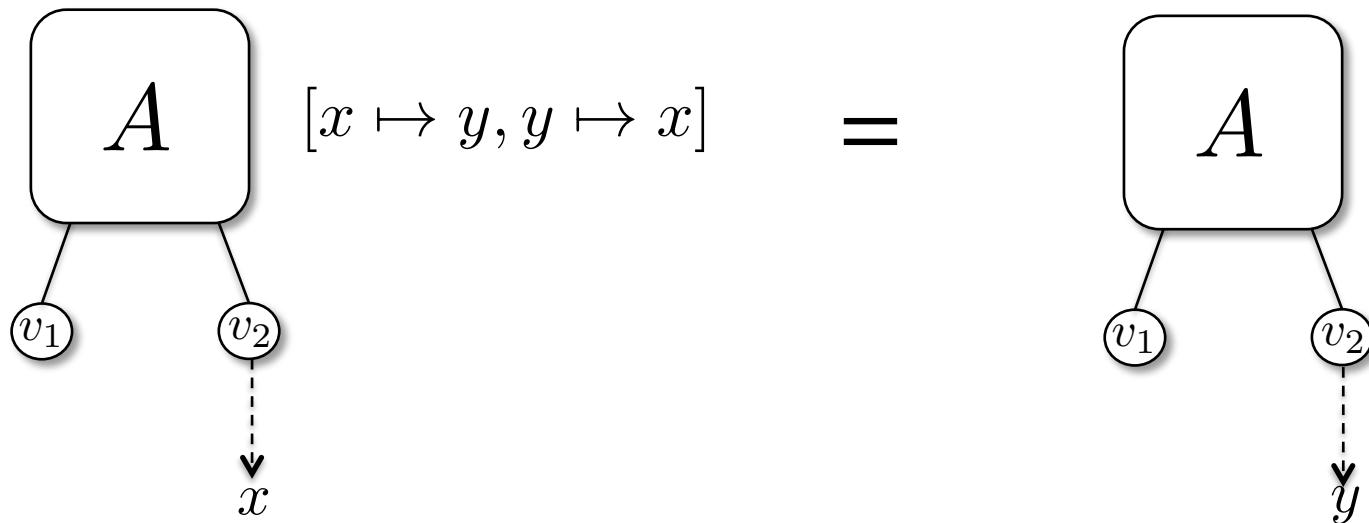 A [x ↦ y, y ↦ x] = A
v₁ v₂ v₁ v₂
x y